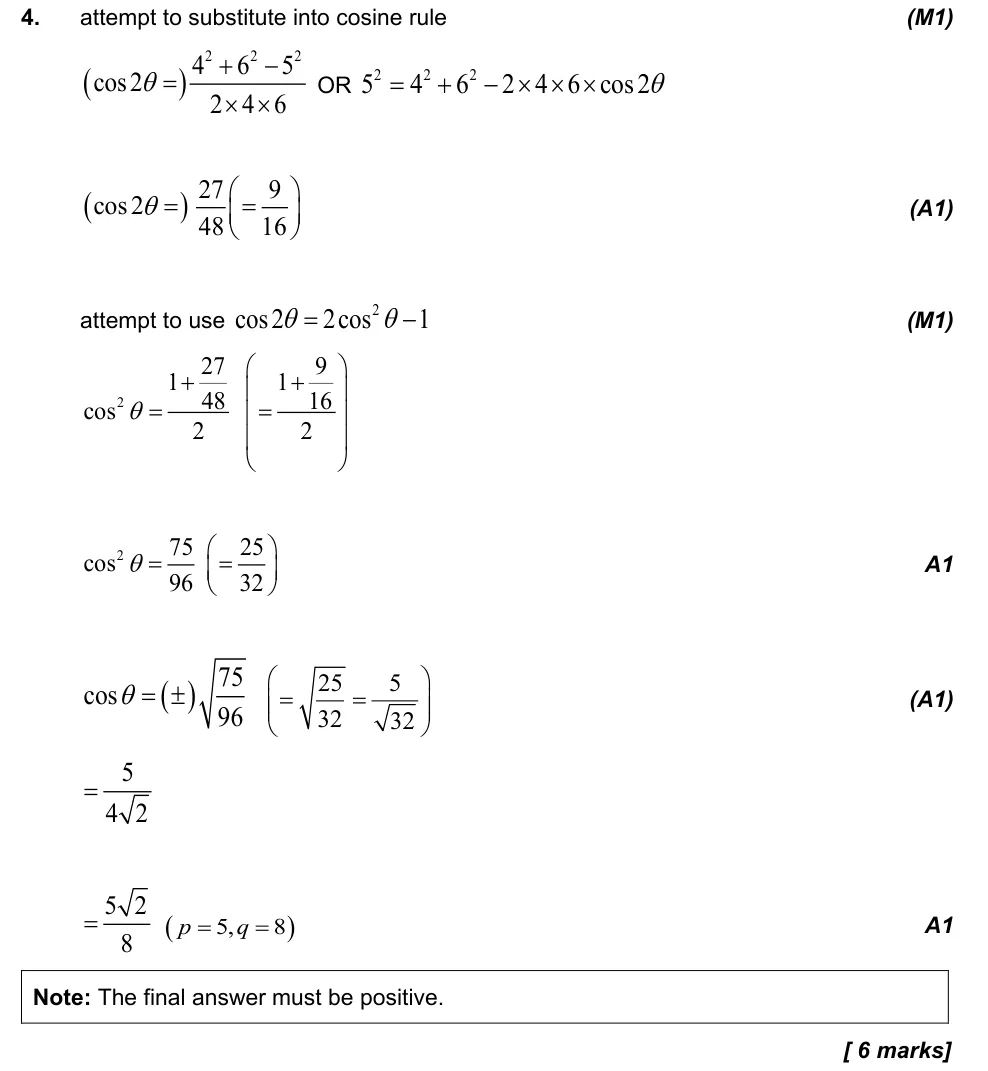 4. attempt to substitute into cosine rule (M1)
(cos 2θ =) (4² + 6² − 5²)/(2×4×6) OR 5² = 4² + 6² − 2×4×6×cos 2θ
(cos 2θ =) 27/48 (= 9/16) (A1)
attempt to use cos 2θ = 2cos² θ − 1 (M1)
cos² θ = (1 + 27/48)/2 (= (1 + 9/16)/2)
cos² θ = 75/96 (= 25/32) A1
cos θ = (±)√(75/96) (= √(25/32) = 5/√32) (A1)
= 5/(4√2)
= 5√2/8 (p = 5, q = 8) A1
Note: The final answer must be positive.
[ 6 marks]